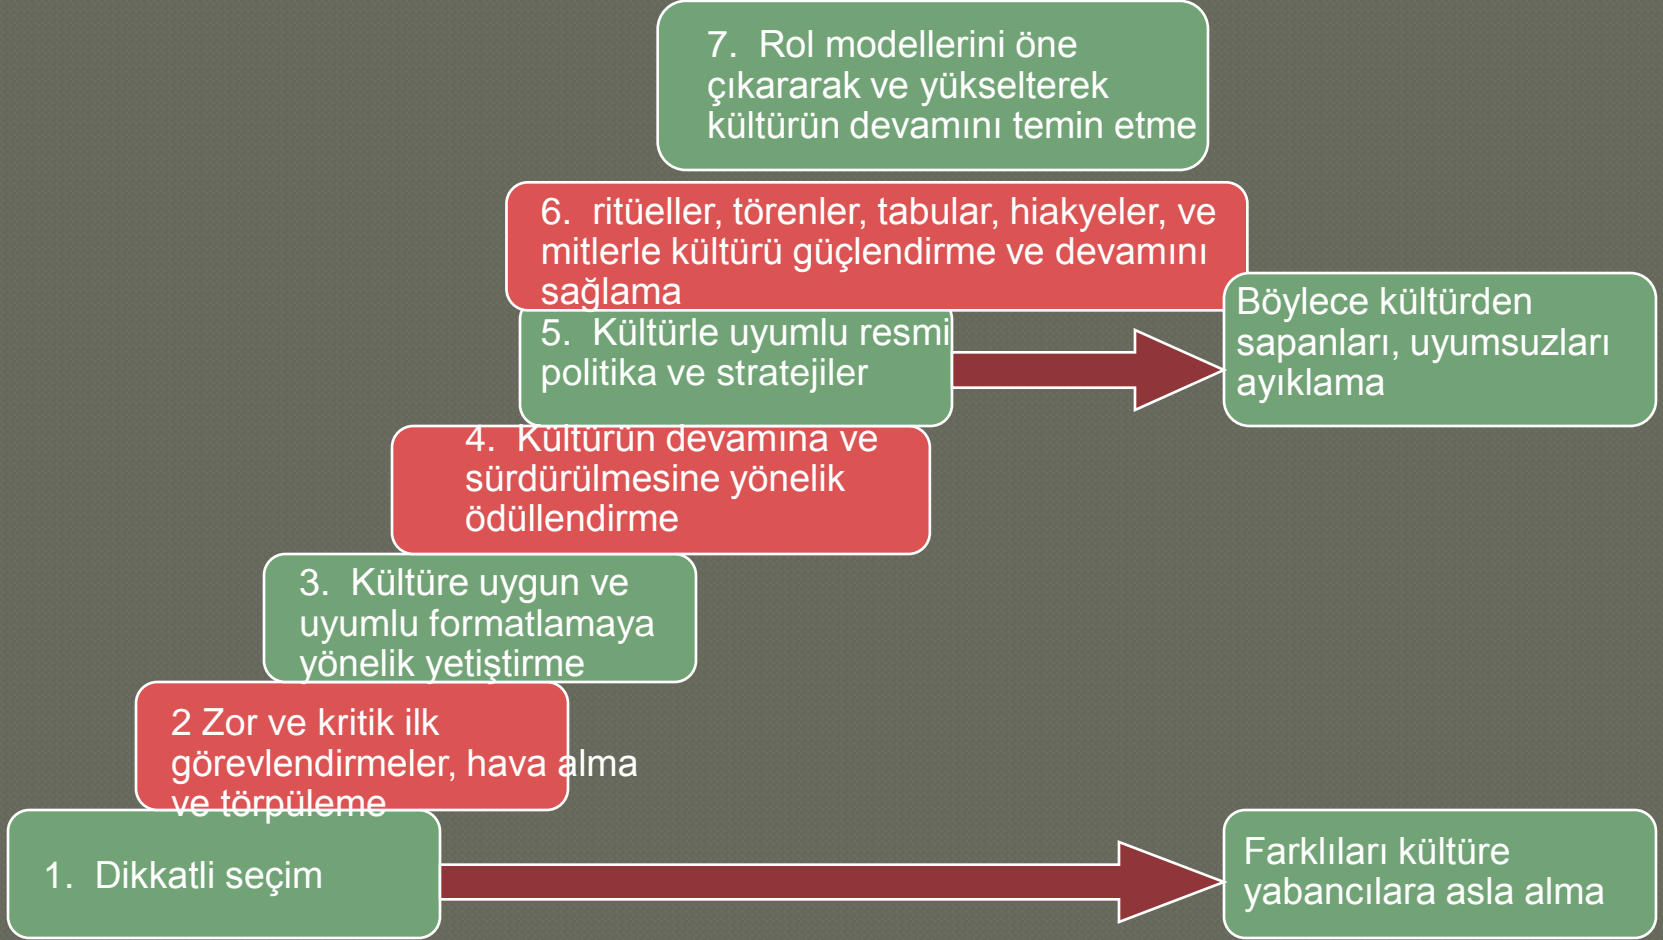 7. Rol modellerini öne
çıkararak ve yükselterek
kültürün devamını temin etme
6. ritüeller, törenler, tabular, hiakyeler, ve
mitlerle kültürü güçlendirme ve devamını
sağlama
5. Kültürle uyumlu resmi
politika ve stratejiler
Böylece kültürden
sapanları, uyumsuzları
ayıklama
4. Kültürün devamına ve
sürdürülmesine yönelik
ödüllendirme
3. Kültüre uygun ve
uyumlu formatlamaya
yönelik yetiştirme
2 Zor ve kritik ilk
görevlendirmeler, hava alma
ve törpüleme
1. Dikkatli seçim
Farklıları kültüre
yabancılara asla alma